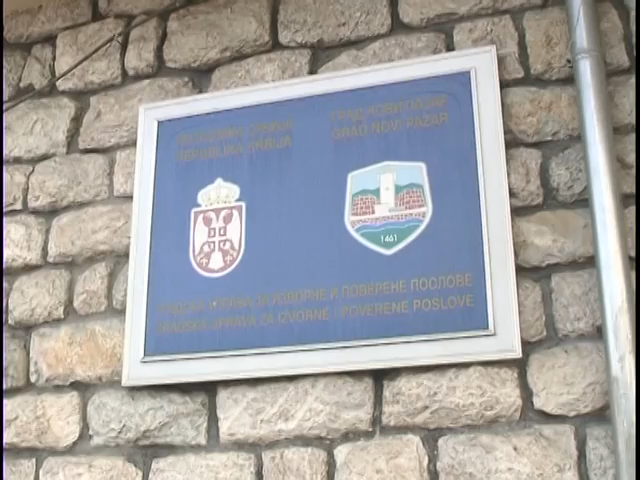 РЕПУБЛИКА СРБИЈА
REPUBLIKA SRBIJA
ГРАД НОВИ ПАЗАР
GRAD NOVI PAZAR
1461
ГРАДСКА УПРАВА ЗА ИЗВОРНЕ И ПОВЕРЕНЕ ПОСЛОВЕ
GRADSKA UPRAVA ZA IZVORNE I POVERENE POSLOVE